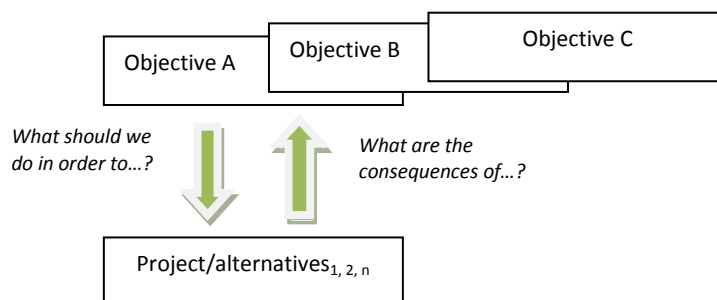 Objective A
Objective B
Objective C
What should we
do in order to...?
What are the
consequences of...?
Project/alternatives1, 2, n